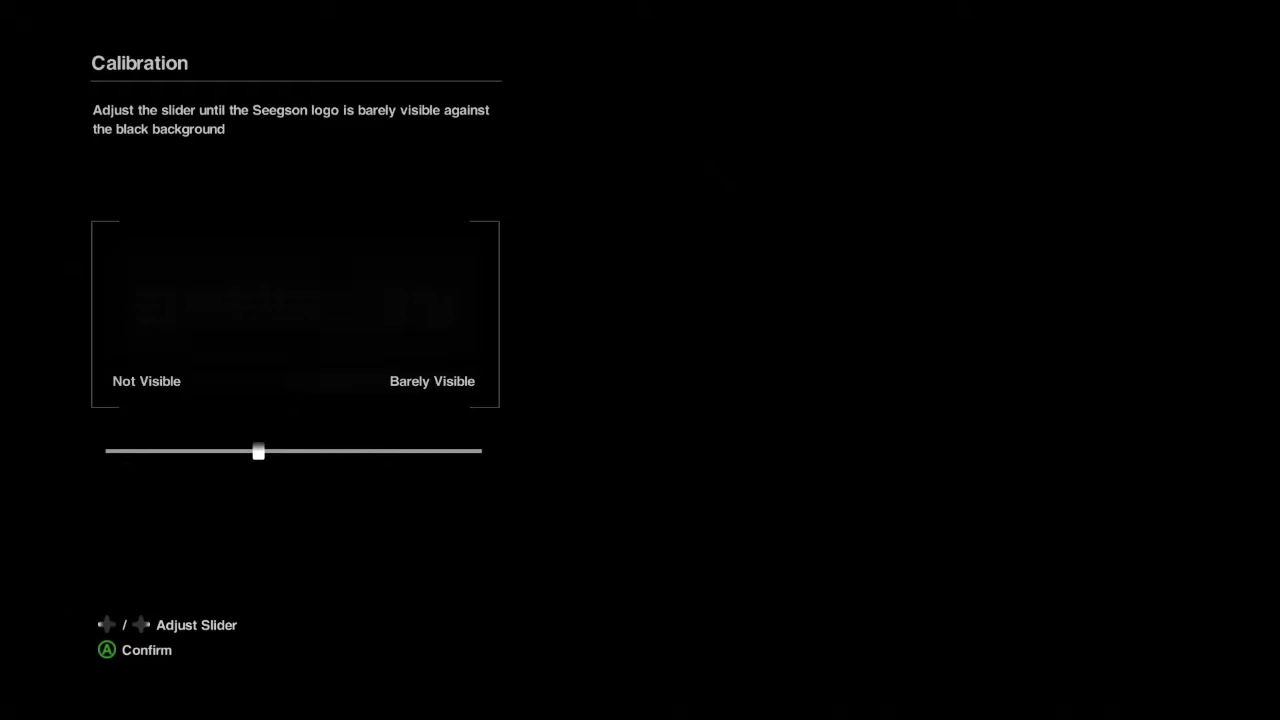 Calibration
Adjust the slider until the Seegson logo is barely visible against
the black background
Not Visible
Barely Visible
/ Adjust Slider
A Confirm